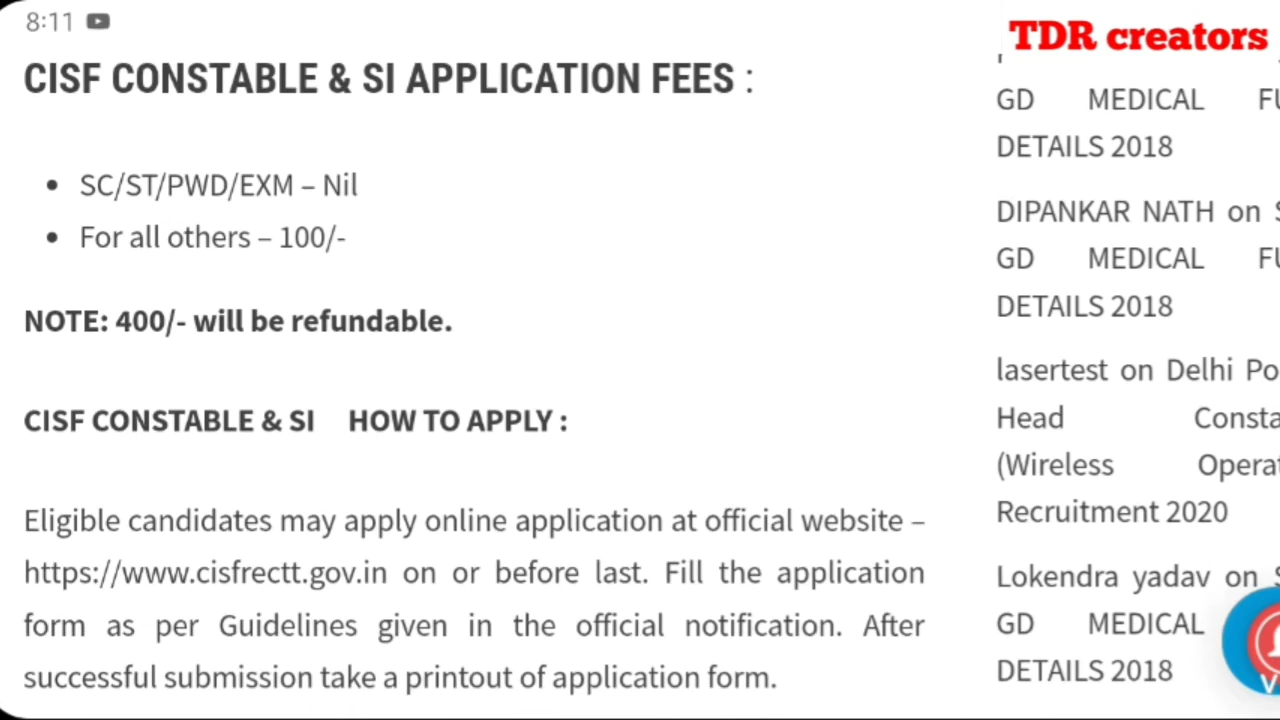 8:11
TDR creators
CISF CONSTABLE & SI APPLICATION FEES :
• SC/ST/PWD/EXM – Nil
• For all others – 100/-
NOTE: 400/- will be refundable.
CISF CONSTABLE & SI HOW TO APPLY :
Eligible candidates may apply online application at official website –
https://www.cisfrectt.gov.in on or before last. Fill the application
form as per Guidelines given in the official notification. After
successful submission take a printout of application form.
GD MEDICAL
DETAILS 2018
DIPANKAR NATH on
GD MEDICAL
DETAILS 2018
lasertest on Delhi
Head
(Wireless
Recruitment 2020
Lokendra yadav on
GD MEDICAL
DETAILS 2018